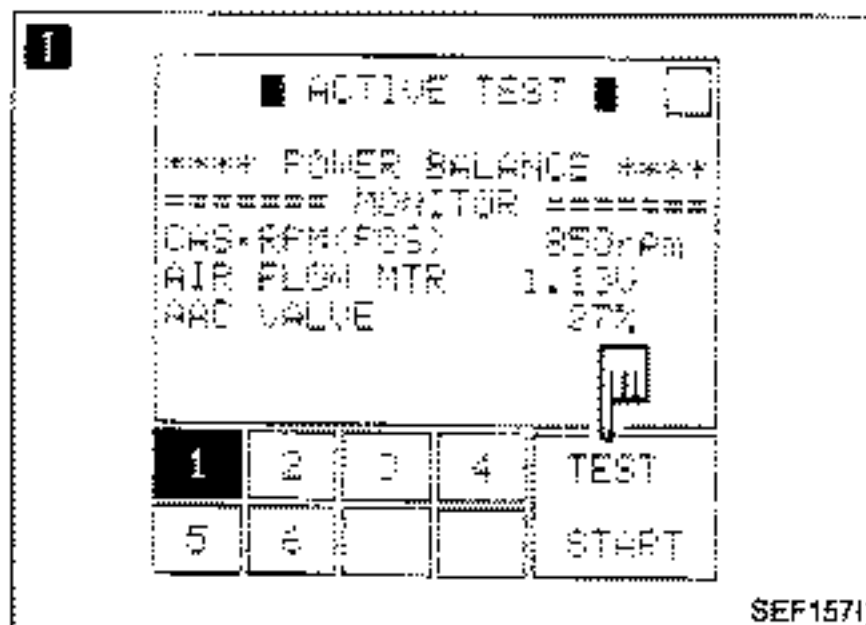 1
■ ACTIVE TEST ■
**** POWER BALANCE ****
======= MONITOR =======
CAS•RPM(POS) 850rpm
AIR FLOW MTR 1.13V
AAC VALVE 27%
1 2 3 4 TEST
5 6 START
SEF157I